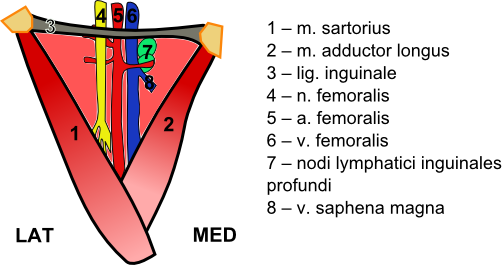 4 5 6
3
7
8
1
2
LAT
MED
1 – m. sartorius
2 – m. adductor longus
3 – lig. inguinale
4 – n. femoralis
5 – a. femoralis
6 – v. femoralis
7 – nodi lymphatici inguinales
profundi
8 – v. saphena magna